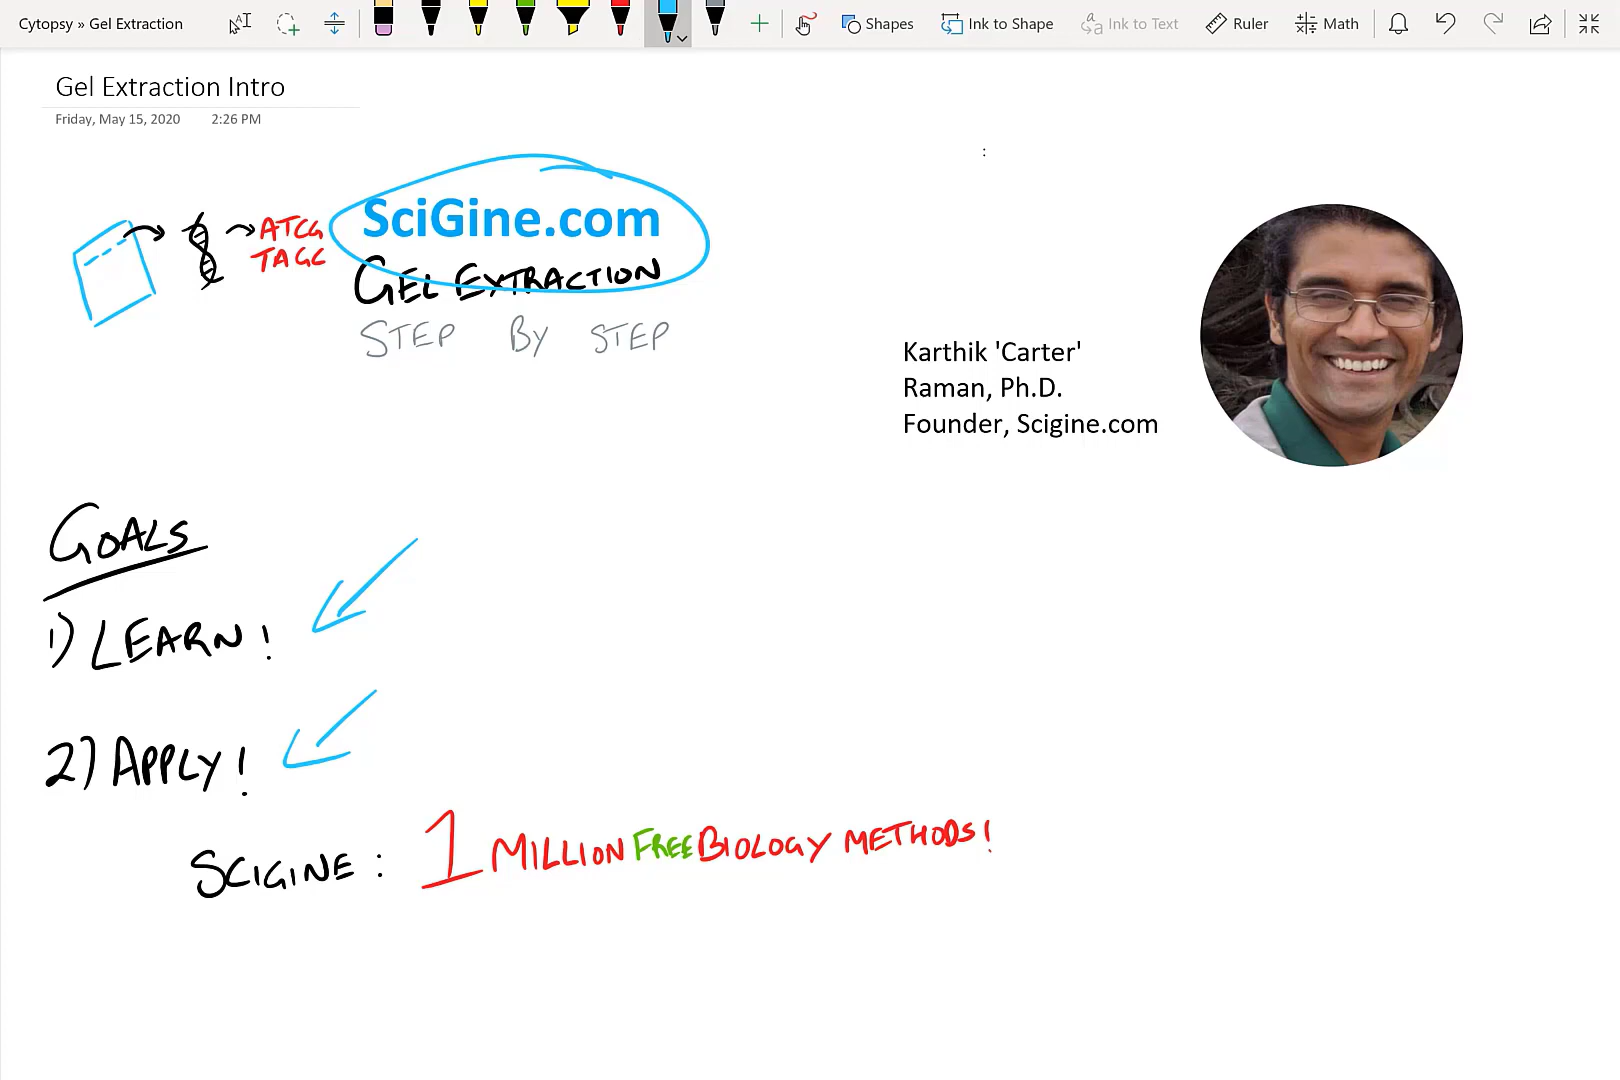 Cytopsy » Gel Extraction
Shapes
Ink to Shape
Ink to Text
Ruler
Math
Gel Extraction Intro
Friday, May 15, 2020 2:26 PM
SciGine.com
ATCG
TAGC
GEL EXTRACTION
STEP BY STEP
Karthik 'Carter'
Raman, Ph.D.
Founder, Scigine.com
GOALS
1) LEARN!
2) APPLY!
SCIGINE: 1 MILLION FREE BIOLOGY METHODS!